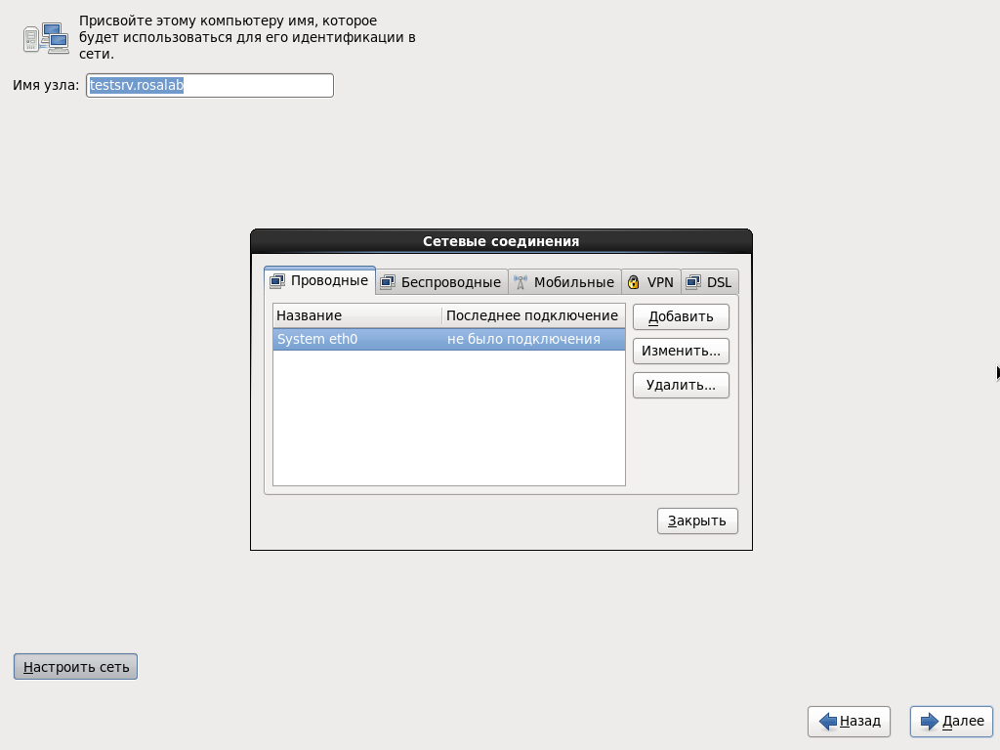 Присвойте этому компьютеру имя, которое
будет использоваться для его идентификации в
сети.
Имя узла: testsrv.rosalab
Сетевые соединения
Проводные Беспроводные Мобильные VPN DSL
Название Последнее подключение
System eth0 не было подключения
Добавить
Изменить...
Удалить...
Закрыть
Настроить сеть
Назад Далее